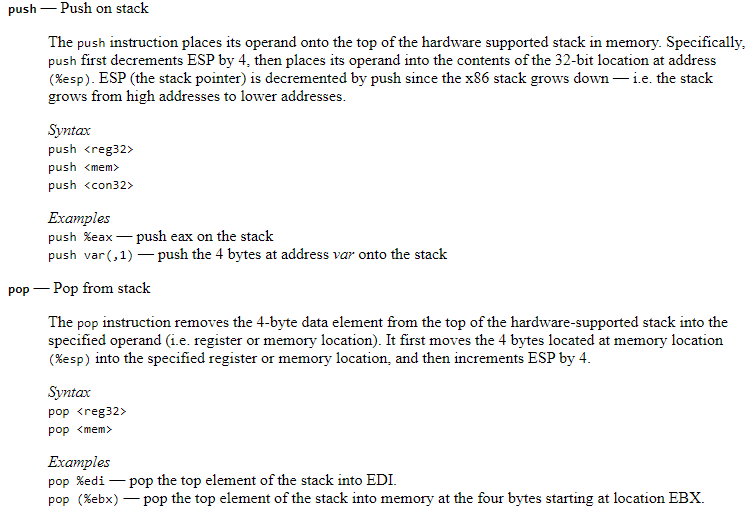 push — Push on stack
The push instruction places its operand onto the top of the hardware supported stack in memory. Specifically,
push first decrements ESP by 4, then places its operand into the contents of the 32-bit location at address
(%esp). ESP (the stack pointer) is decremented by push since the x86 stack grows down — i.e. the stack
grows from high addresses to lower addresses.
Syntax
push <reg32>
push <mem>
push <con32>
Examples
push %eax — push eax on the stack
push var(,1) — push the 4 bytes at address var onto the stack
pop — Pop from stack
The pop instruction removes the 4-byte data element from the top of the hardware-supported stack into the
specified operand (i.e. register or memory location). It first moves the 4 bytes located at memory location
(%esp) into the specified register or memory location, and then increments ESP by 4.
Syntax
pop <reg32>
pop <mem>
Examples
pop %edi — pop the top element of the stack into EDI.
pop (%ebx) — pop the top element of the stack into memory at the four bytes starting at location EBX.